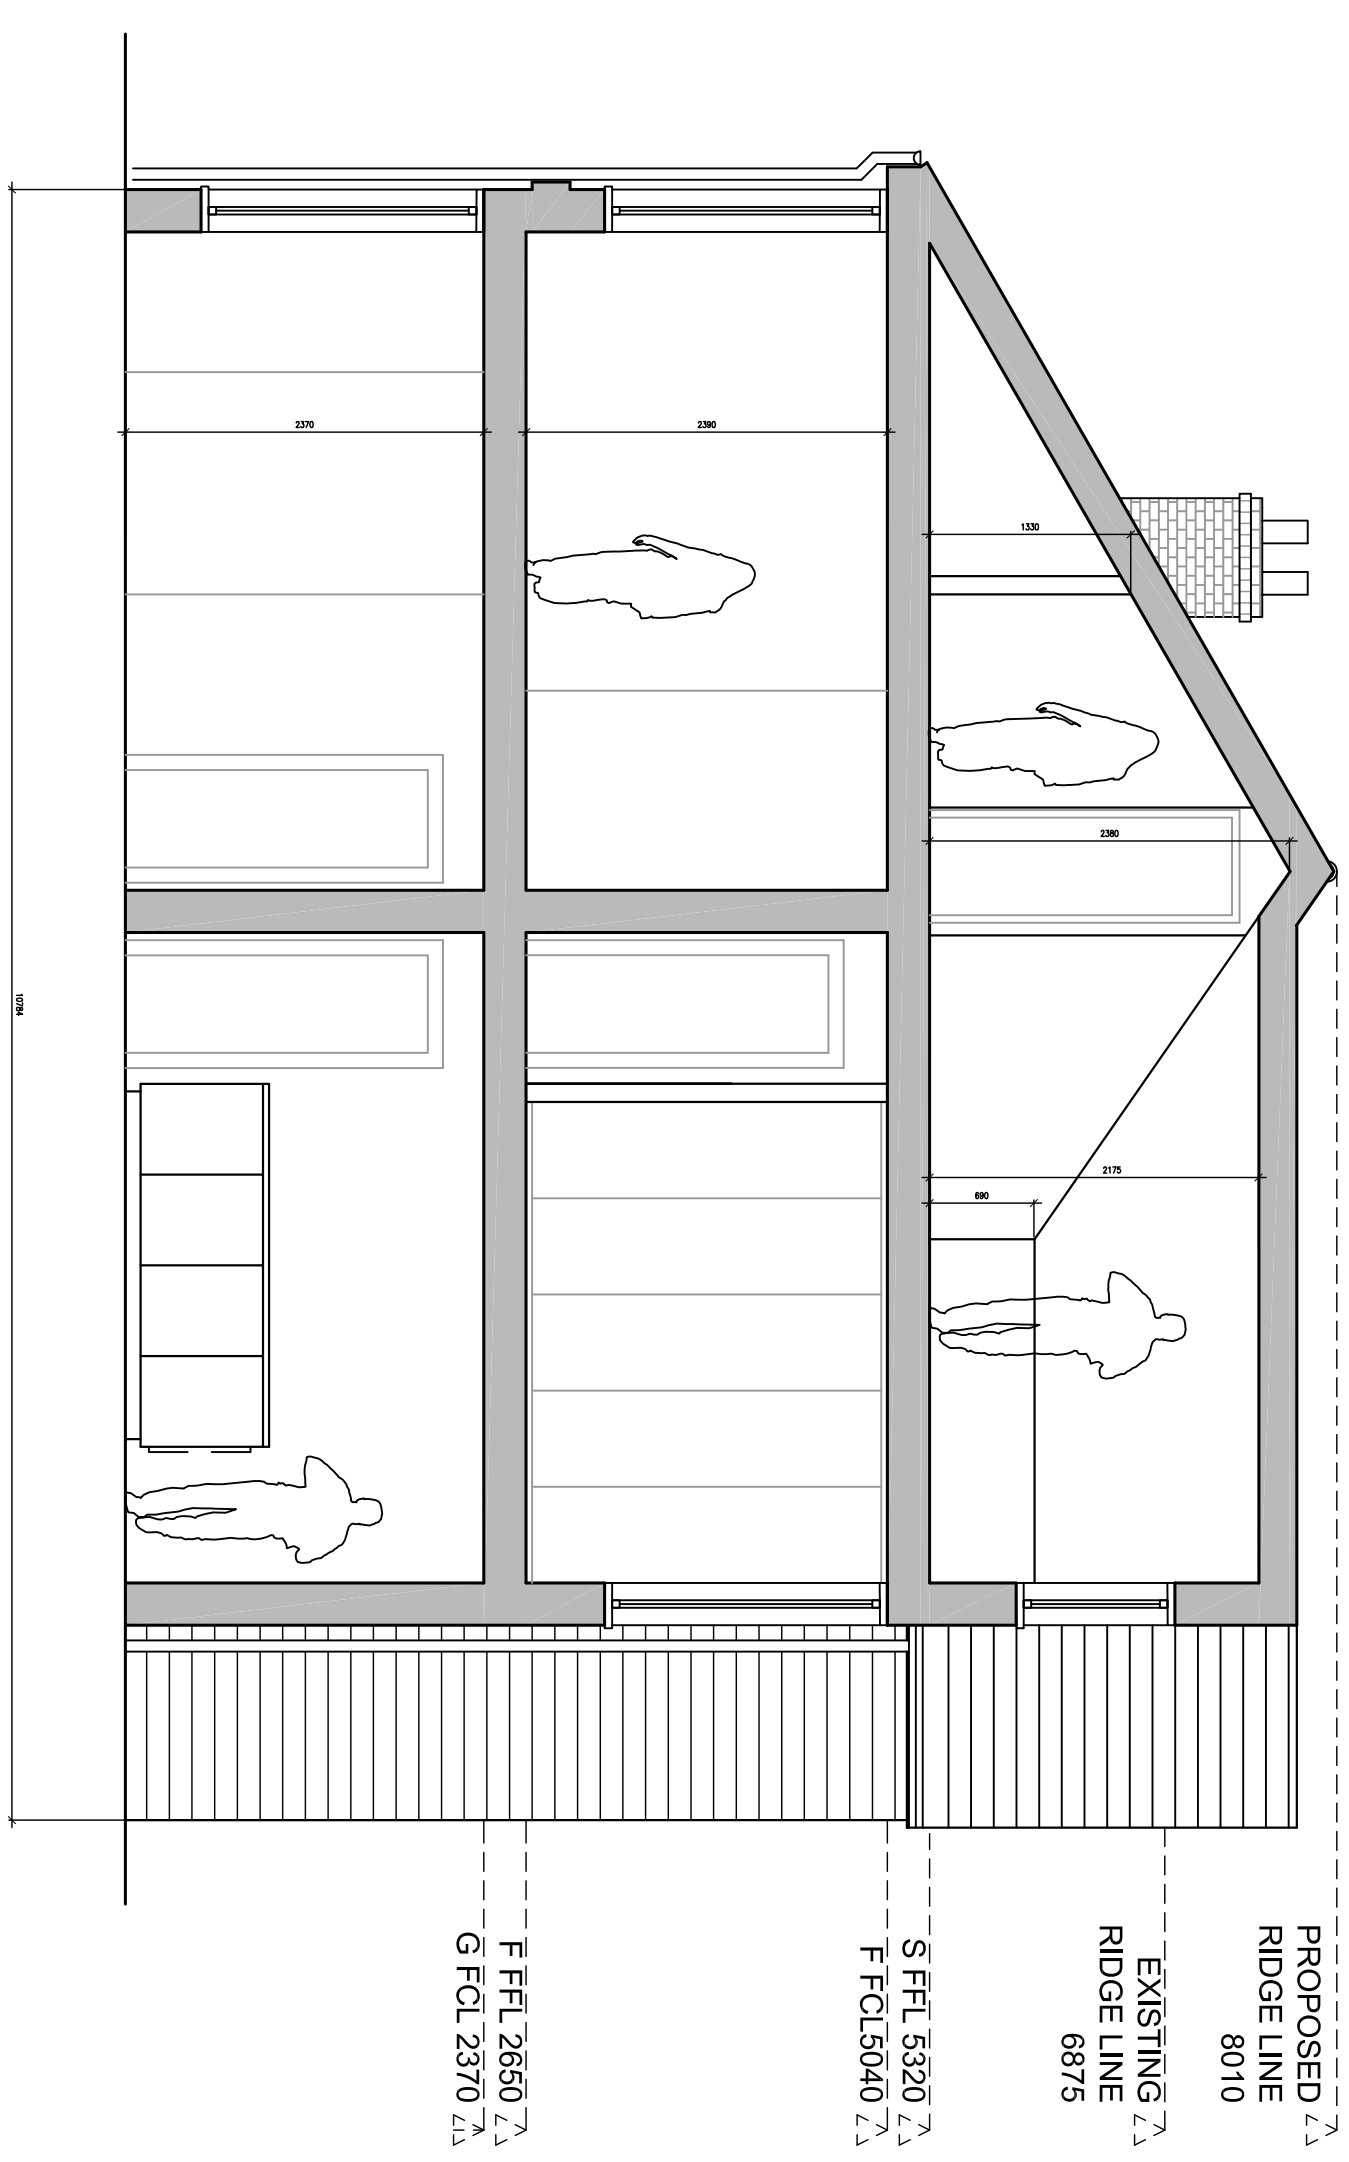 PROPOSED
RIDGE LINE
8010
EXISTING
RIDGE LINE
6875
S FFL 5320
F FCL5040
F FFL 2650
G FCL 2370
2380
1330
2175
690
2390
2370
10784